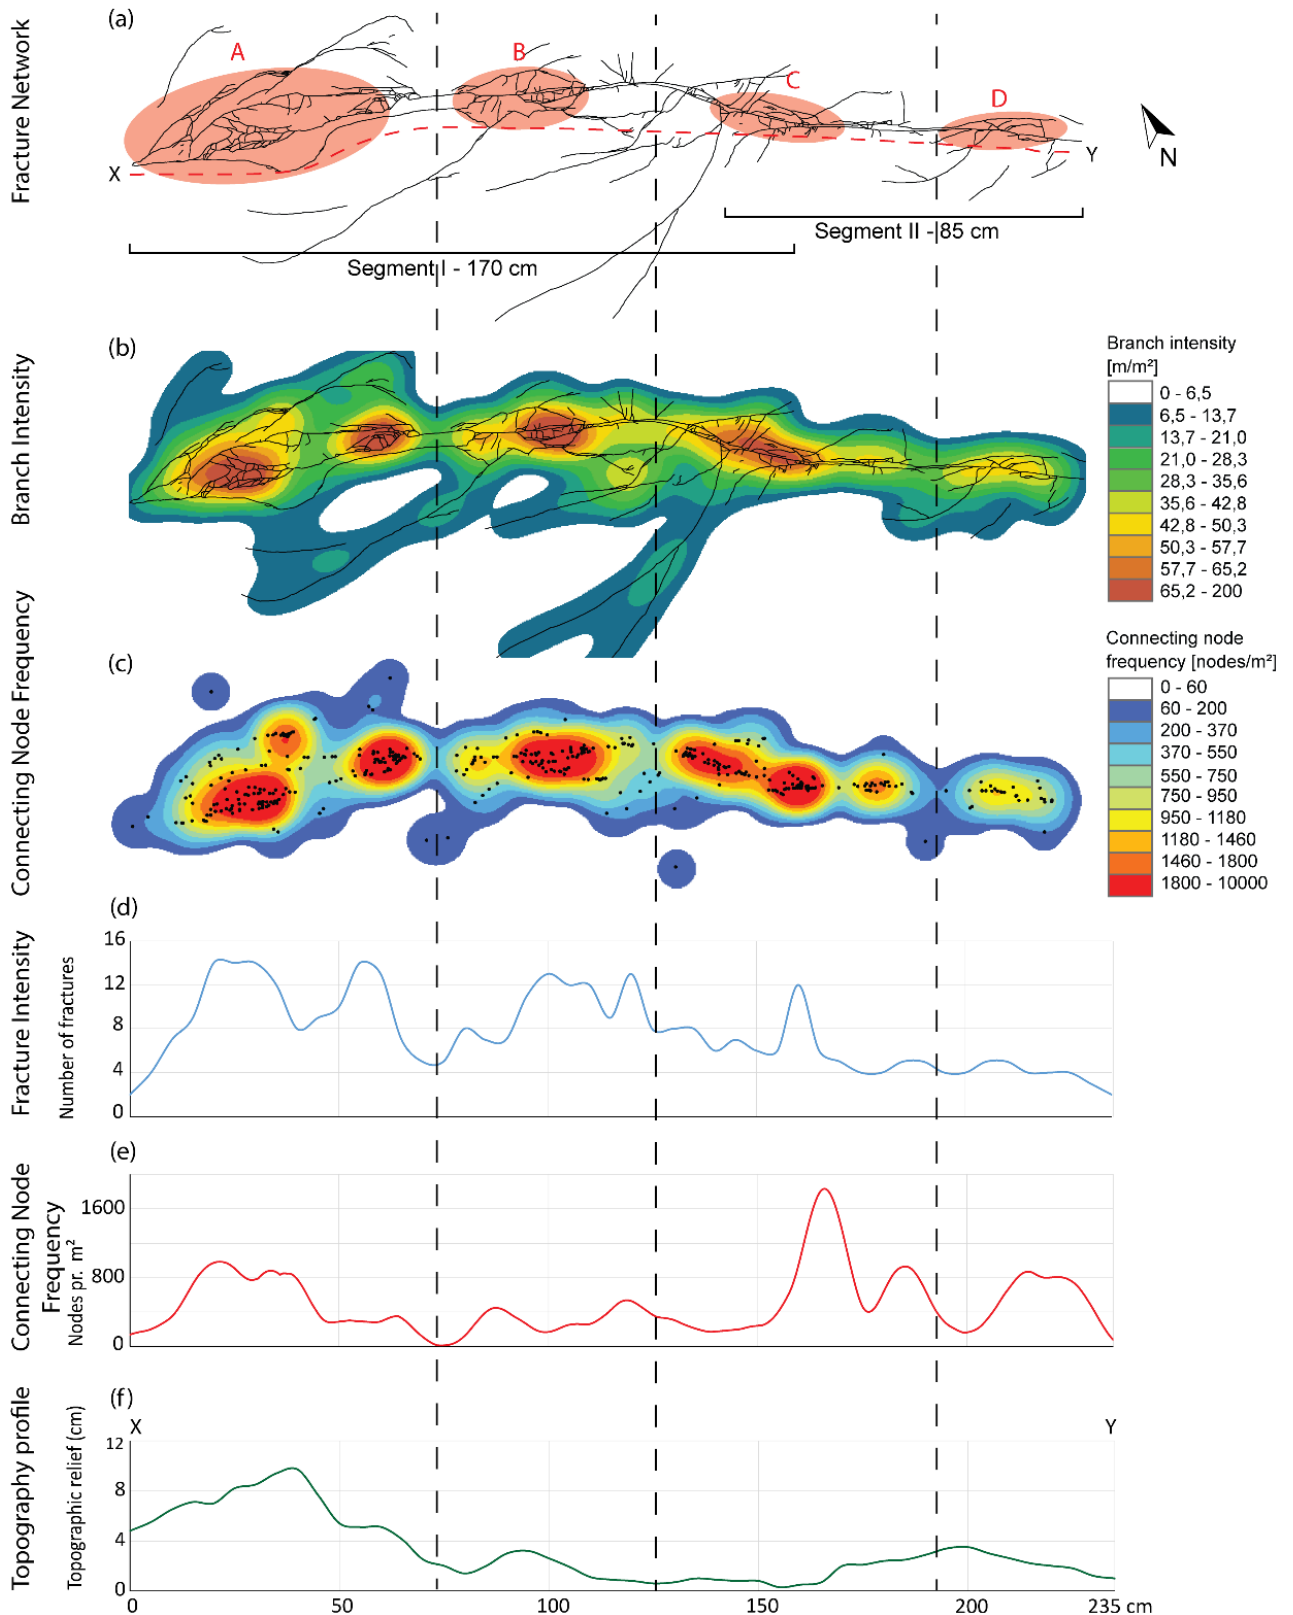 Fracture Network
(a)
A
B
C
D
X
Y
N
Segment II - 85 cm
Segment I - 170 cm
Branch Intensity
(b)
Branch intensity
[m/m²]
0 - 6,5
6,5 - 13,7
13,7 - 21,0
21,0 - 28,3
28,3 - 35,6
35,6 - 42,8
42,8 - 50,3
50,3 - 57,7
57,7 - 65,2
65,2 - 200
Connecting Node Frequency
(c)
Connecting node
frequency [nodes/m²]
0 - 60
60 - 200
200 - 370
370 - 550
550 - 750
750 - 950
950 - 1180
1180 - 1460
1460 - 1800
1800 - 10000
Fracture Intensity
(d)
Number of fractures
16
12
8
4
0
Connecting Node
Frequency
(e)
Nodes pr. m²
1600
800
0
Topography profile
(f)
X
Y
Topographic relief (cm)
12
8
4
0
0
50
100
150
200
235 cm